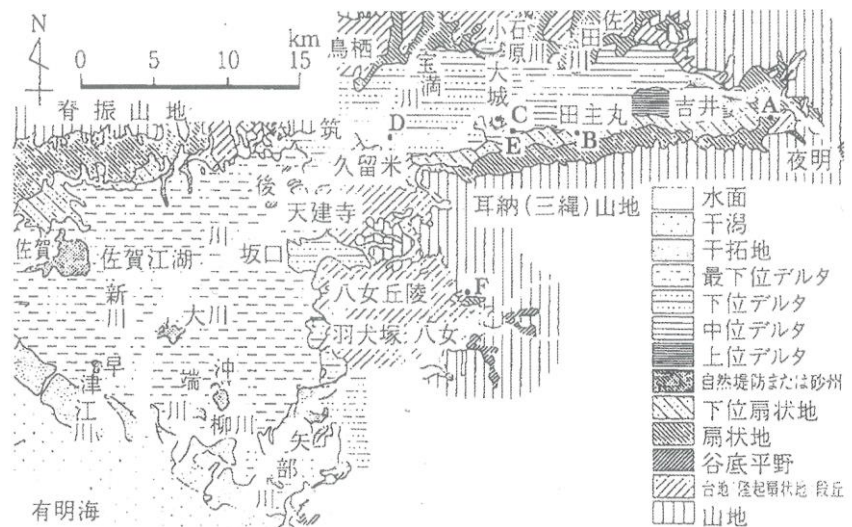 N
0 5 10 15 km
脊振山地
鳥栖
宝満川
小石原川
大城
佐田川
筑後川
久留米
田主丸
吉井
夜明
A
B
C
D
E
F
耳納(三縄)山地
天建寺
佐賀
佐賀江湖
坂口
新川
大川
八女丘陵
羽犬塚
八女
早津江川
沖端川
柳川
矢部川
有明海
水面
干潟
干拓地
最下位デルタ
下位デルタ
中位デルタ
上位デルタ
自然堤防または砂州
下位扇状地
扇状地
谷底平野
台地・隆起扇状地・段丘
山地